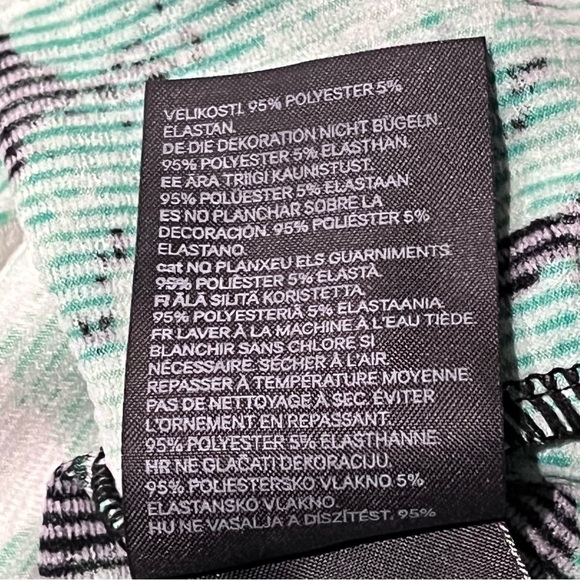 VELIKOSTI. 95% POLYESTER 5%
ELASTAN.
DE DIE DEKORATION NICHT BÜGELN.
95% POLYESTER 5% ELASTHAN.
EE ÄRA TRIIGI KAUNISTUST.
95% POLÜESTER 5% ELASTAAN.
ES NO PLANCHAR SOBRE LA
DECORACIÓN. 95% POLIÉSTER 5%
ELASTANO.
cat NO PLANXEU ELS GUARNIMENTS.
95% POLIÈSTER 5% ELASTÀ.
FI ÄLÄ SILITÄ KORISTETTA.
95% POLYESTERIÄ 5% ELASTAANIA.
FR LAVER À LA MACHINE À L'EAU TIÈDE.
BLANCHIR SANS CHLORE SI
NÉCESSAIRE. SÉCHER À L'AIR.
REPASSER À TEMPÉRATURE MOYENNE.
PAS DE NETTOYAGE À SEC. ÉVITER
L'ORNEMENT EN REPASSANT.
95% POLYESTER 5% ÉLASTHANNE.
HR NE GLAČATI DEKORACIJU.
95% POLIESTERSKO VLAKNO 5%
ELASTANSKO VLAKNO.
HU NE VASALJA A DÍSZÍTÉST. 95%